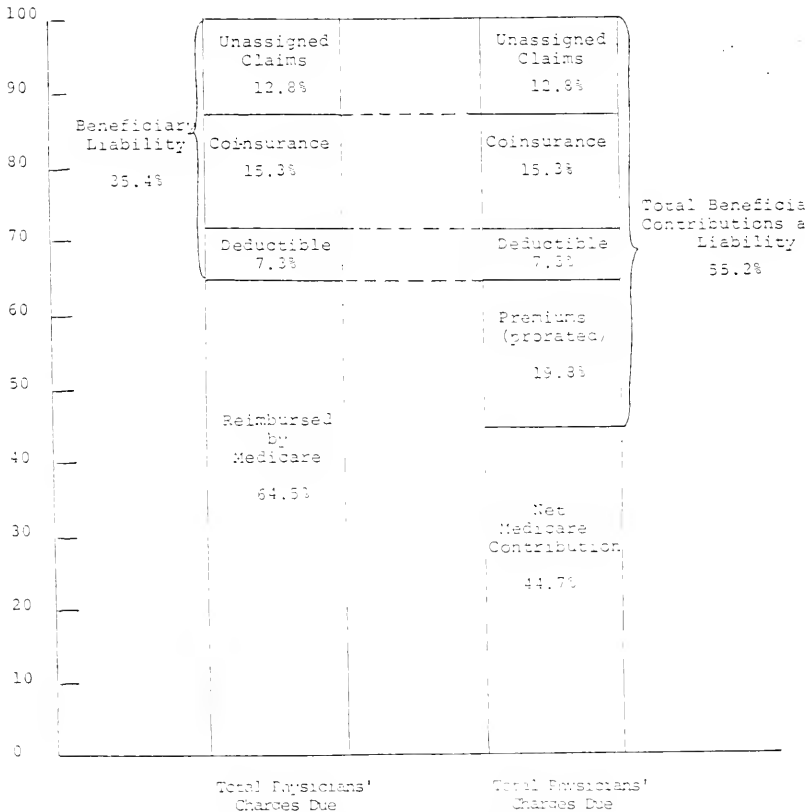 100
90
80
70
60
50
40
30
20
10
0
Beneficiary
Liability
35.4%
Unassigned
Claims
12.8%
Coinsurance
15.3%
Deductible
7.3%
Reimbursed
by
Medicare
64.5%
Total Physicians'
Charges Due
Unassigned
Claims
12.8%
Coinsurance
15.3%
Deductible
7.3%
Premiums
(prorated)
19.8%
Net
Medicare
Contribution
44.7%
Total Physicians'
Charges Due
Total Beneficia
Contributions a
Liability
55.2%